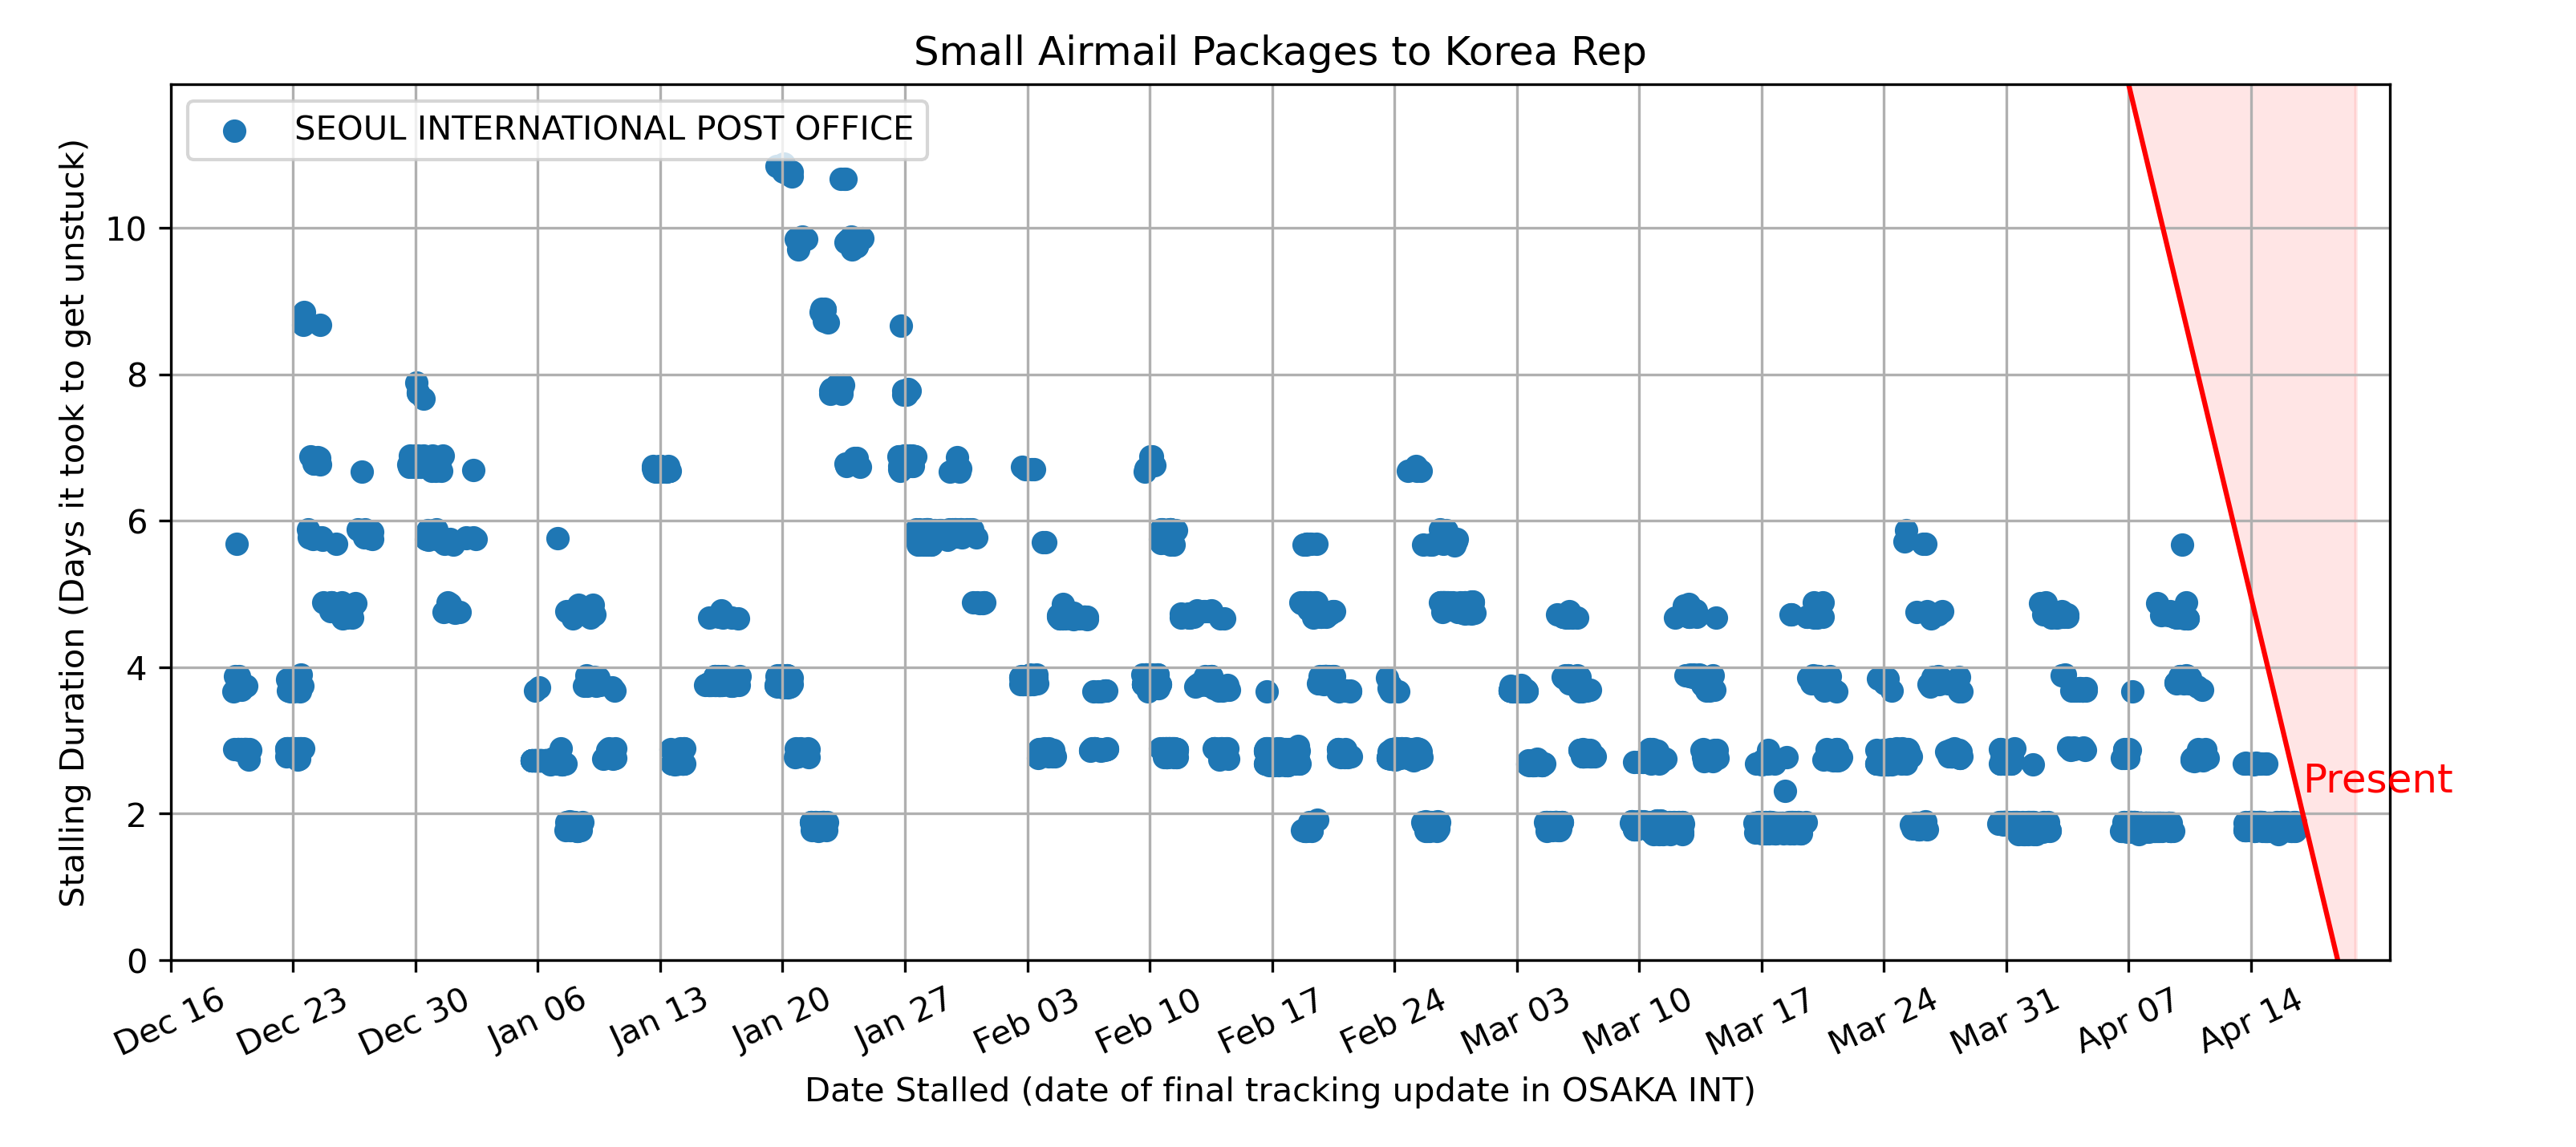 Small Airmail Packages to Korea Rep
SEOUL INTERNATIONAL POST OFFICE
Stalling Duration (Days it took to get unstuck)
10
8
6
4
2
0
Present
Dec 16
Dec 23
Dec 30
Jan 06
Jan 13
Jan 20
Jan 27
Feb 03
Feb 10
Feb 17
Feb 24
Mar 03
Mar 10
Mar 17
Mar 24
Mar 31
Apr 07
Apr 14
Date Stalled (date of final tracking update in OSAKA INT)